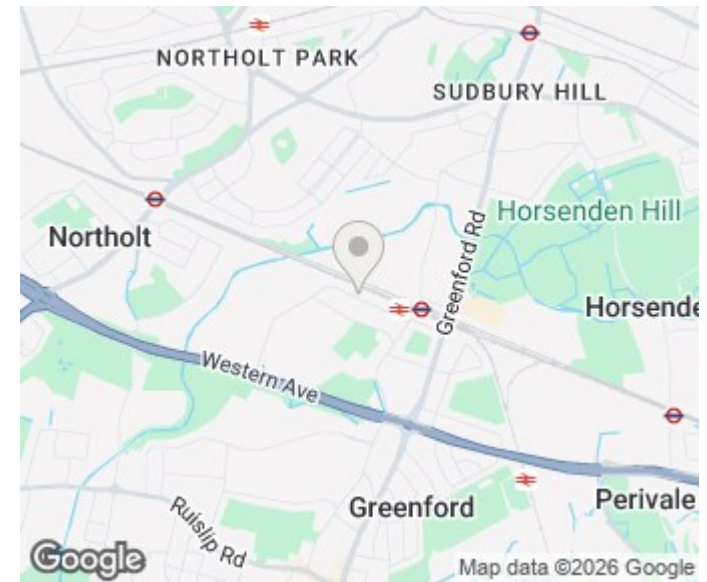 NORTHOLT PARK
SUDBURY HILL
Horsenden Hill
Northolt
Greenford Rd
Horsende
Western Ave
Greenford
Perivale
Ruislip Rd
Google
Map data ©2026 Google